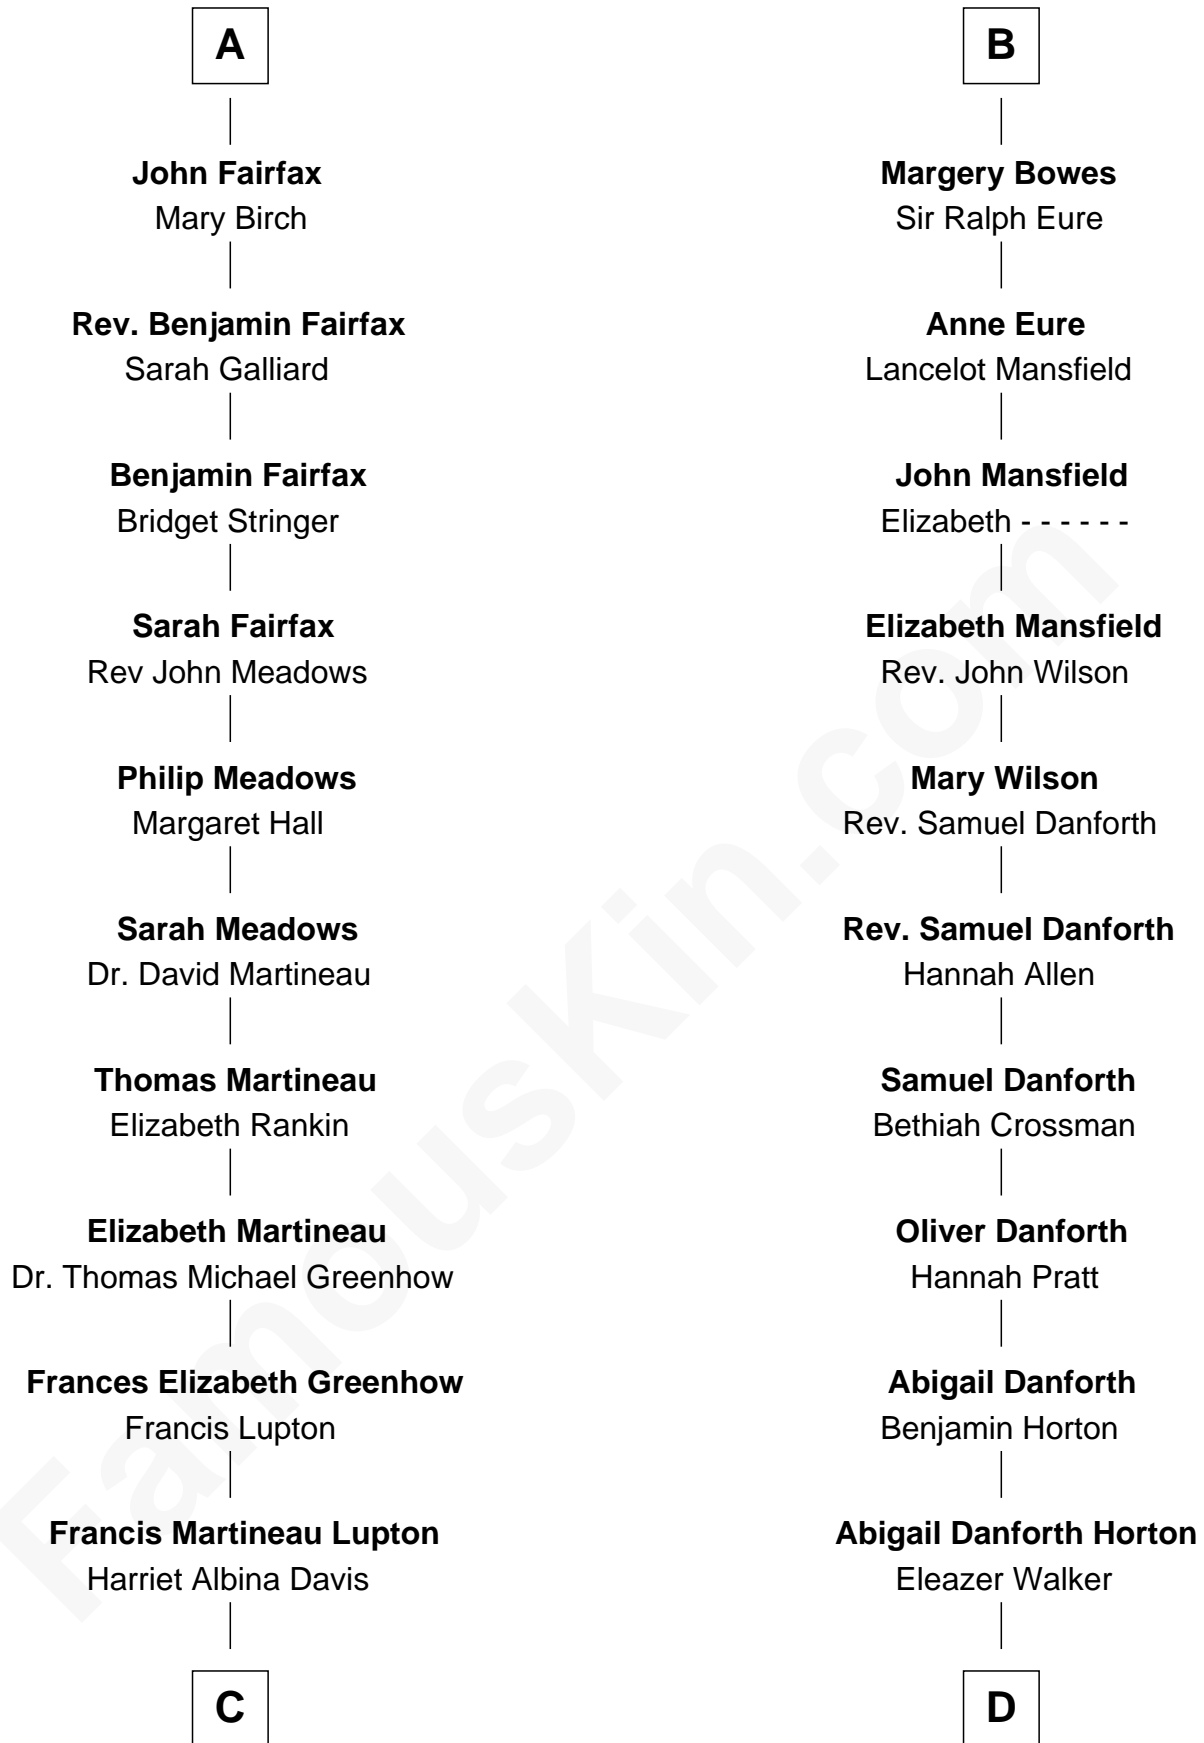 A
John Fairfax
Mary Birch
Rev. Benjamin Fairfax
Sarah Galliard
Benjamin Fairfax
Bridget Stringer
Sarah Fairfax
Rev John Meadows
Philip Meadows
Margaret Hall
Sarah Meadows
Dr. David Martineau
Thomas Martineau
Elizabeth Rankin
Elizabeth Martineau
Dr. Thomas Michael Greenhow
Frances Elizabeth Greenhow
Francis Lupton
Francis Martineau Lupton
Harriet Albina Davis
C
B
Margery Bowes
Sir Ralph Eure
Anne Eure
Lancelot Mansfield
John Mansfield
Elizabeth - - - - - -
Elizabeth Mansfield
Rev. John Wilson
Mary Wilson
Rev. Samuel Danforth
Rev. Samuel Danforth
Hannah Allen
Samuel Danforth
Bethiah Crossman
Oliver Danforth
Hannah Pratt
Abigail Danforth
Benjamin Horton
Abigail Danforth Horton
Eleazer Walker
D
FamousKin.com